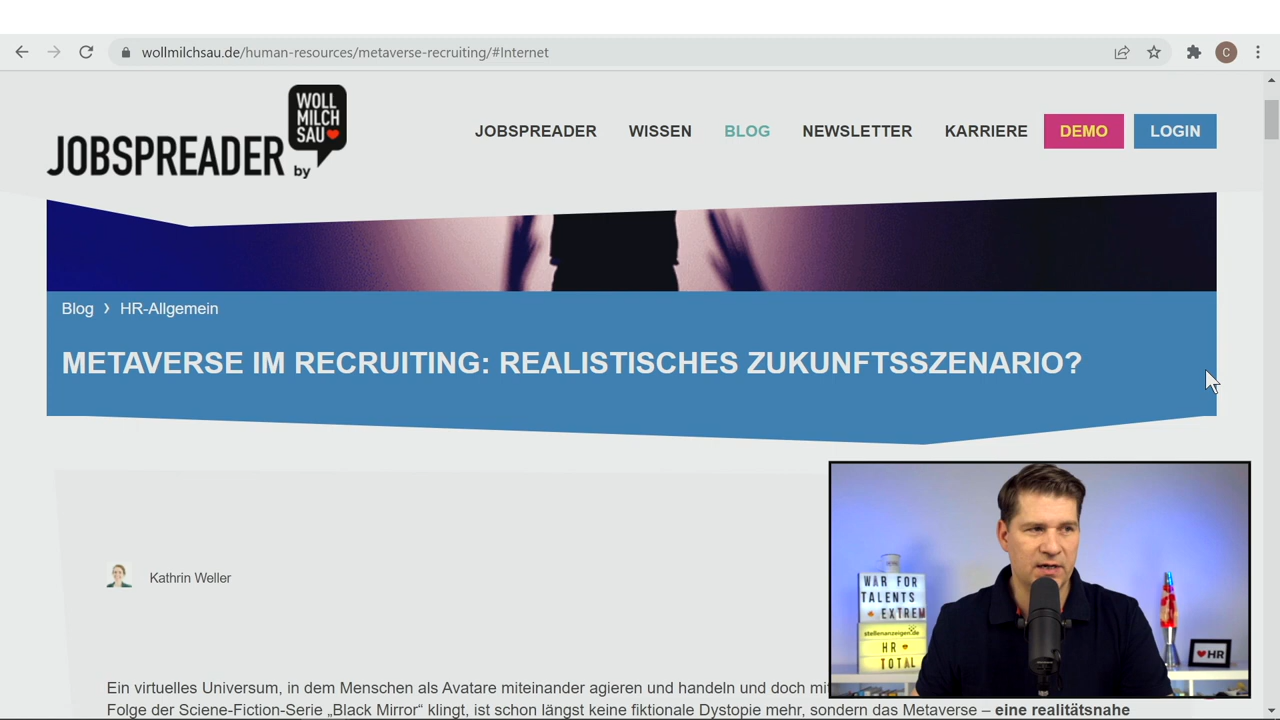 wollmilchsau.de/human-resources/metaverse-recruiting/#Internet
C
WOLL
MILCH
SAU
JOBSPREADER by
JOBSPREADER WISSEN BLOG NEWSLETTER KARRIERE DEMO LOGIN
Blog › HR-Allgemein
METAVERSE IM RECRUITING: REALISTISCHES ZUKUNFTSSZENARIO?
Kathrin Weller
WAR FOR
TALENTS
EXTREM
stellenanzeigen.de
HR
TOTAL
HR
Ein virtuelles Universum, in dem Menschen als Avatare miteinander agieren und handeln und doch mit
Folge der Sciene-Fiction-Serie „Black Mirror“ klingt, ist schon längst keine fiktionale Dystopie mehr, sondern das Metaverse – eine realitätsnahe